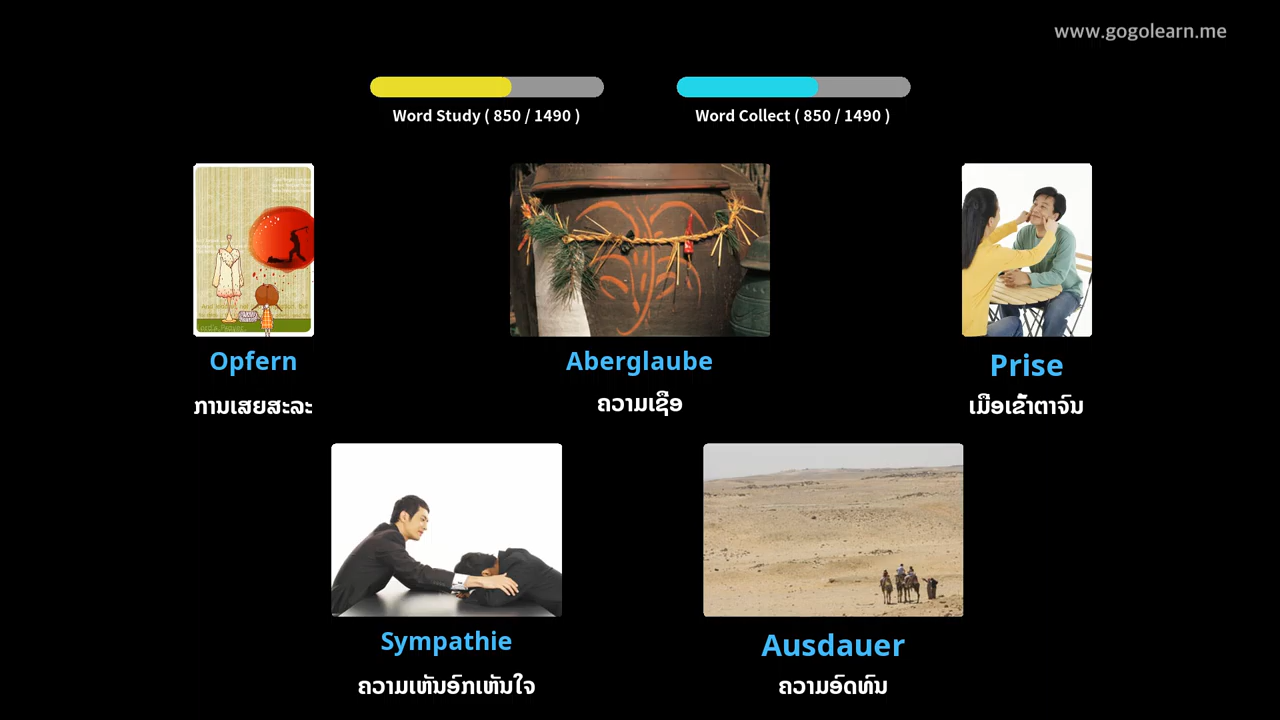 www.gogolearn.me
Word Study ( 850 / 1490 )
Word Collect ( 850 / 1490 )
Opfern
Aberglaube
Prise
ການເສຍສະລະ
ຄວາມເຊື່ອ
ເມື່ອເຂົ້າຕາຈົນ
Sympathie
Ausdauer
ຄວາມເຫັນອົກເຫັນໃຈ
ຄວາມອົດທົນ